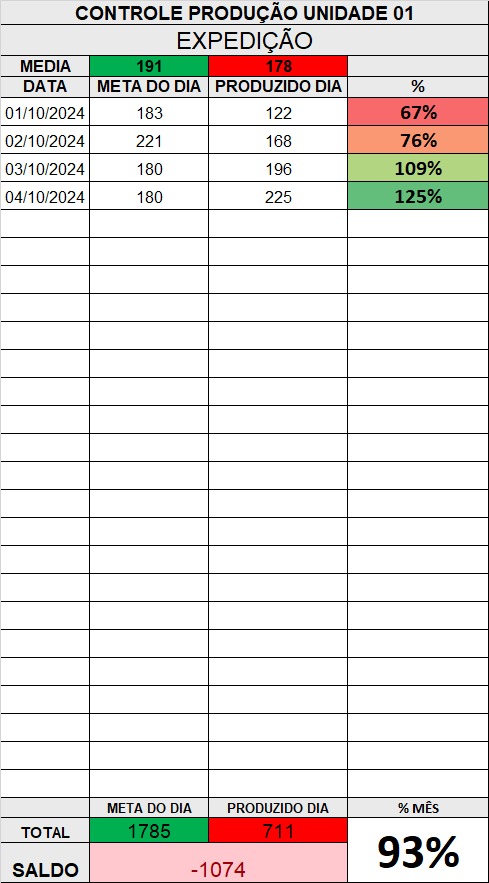 CONTROLE PRODUÇÃO UNIDADE 01
EXPEDIÇÃO
MEDIA 191 178
DATA META DO DIA PRODUZIDO DIA %
01/10/2024 183 122 67%
02/10/2024 221 168 76%
03/10/2024 180 196 109%
04/10/2024 180 225 125%
META DO DIA PRODUZIDO DIA % MÊS
TOTAL 1785 711 93%
SALDO -1074